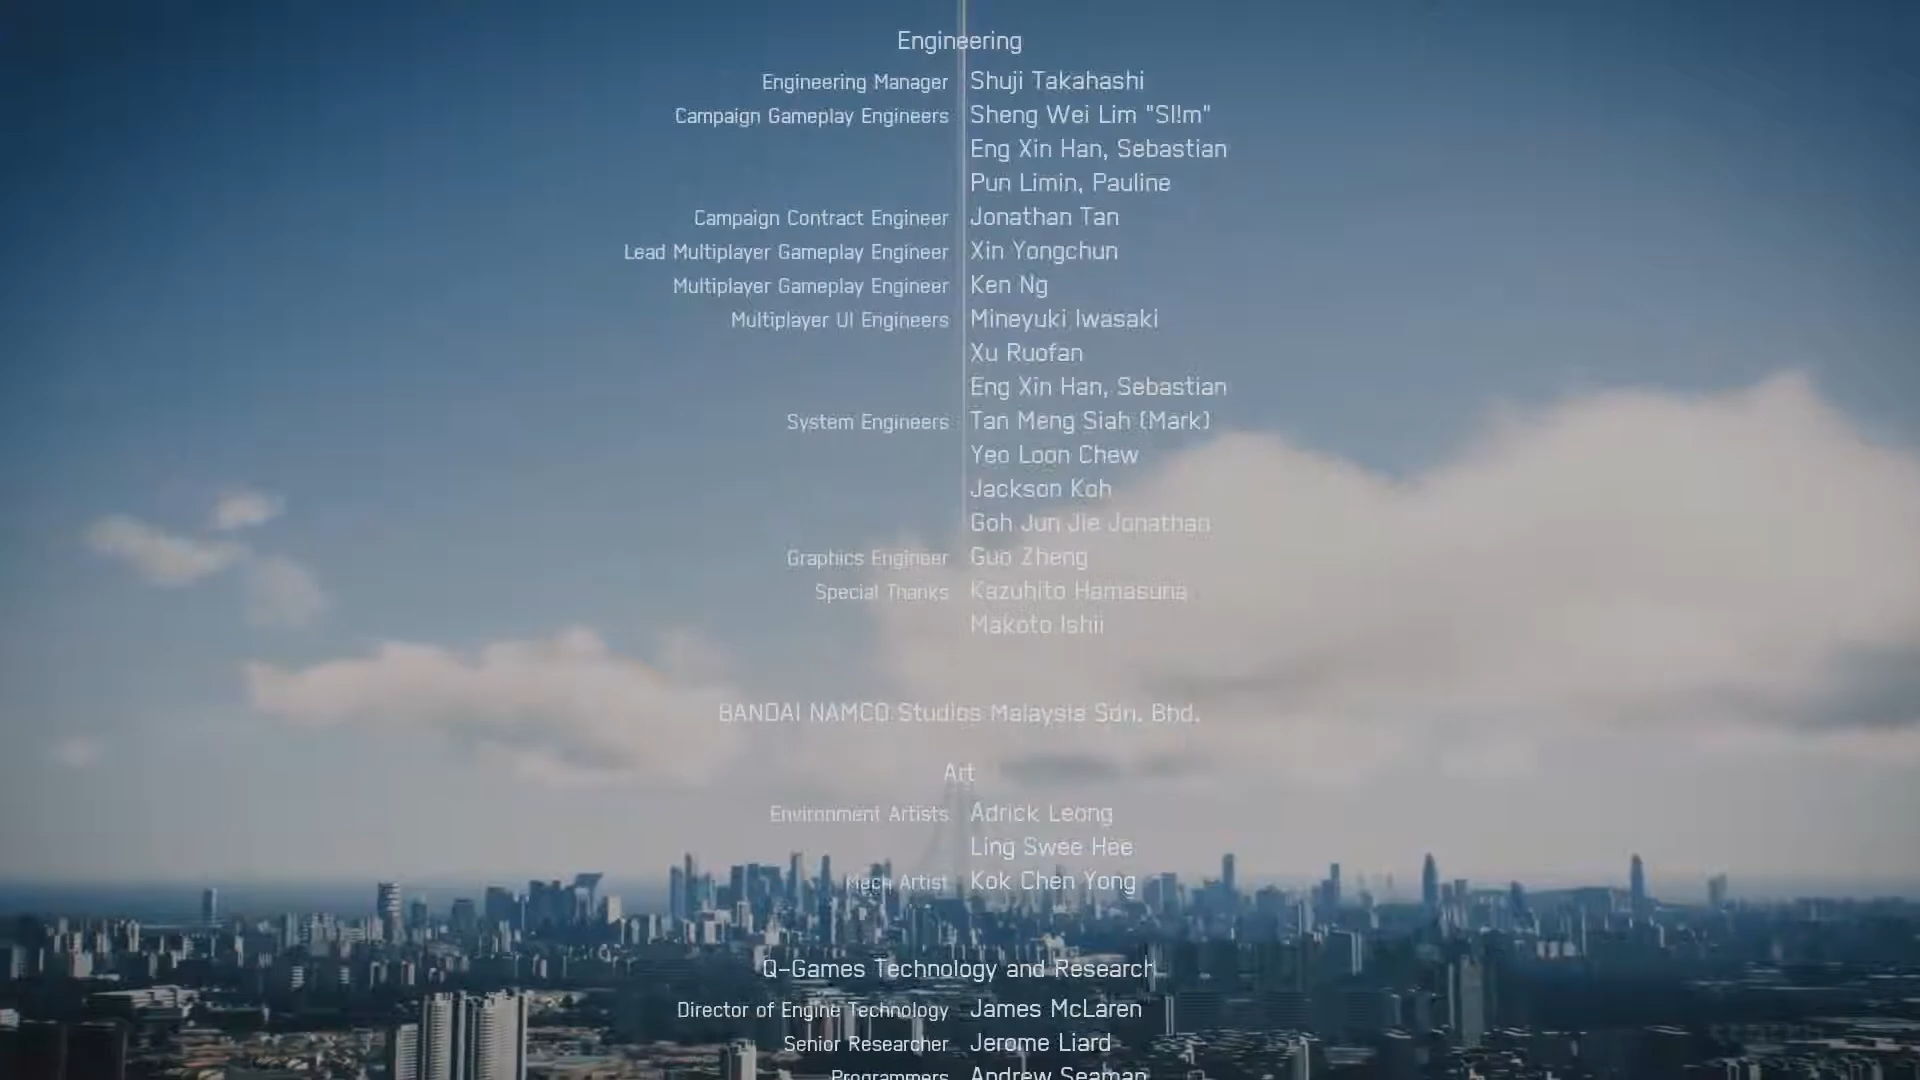 Engineering
Engineering Manager Shuji Takahashi
Campaign Gameplay Engineers Sheng Wei Lim "Sl!m"
Eng Xin Han, Sebastian
Pun Limin, Pauline
Campaign Contract Engineer Jonathan Tan
Lead Multiplayer Gameplay Engineer Xin Yongchun
Multiplayer Gameplay Engineer Ken Ng
Multiplayer UI Engineers Mineyuki Iwasaki
Xu Ruofan
Eng Xin Han, Sebastian
System Engineers Tan Meng Siah (Mark)
Yeo Loon Chew
Jackson Koh
Goh Jun Jie Jonathan
Graphics Engineer Guo Zheng
Special Thanks Kazuhito Hamasuna
Makoto Ishii
BANDAI NAMCO Studios Malaysia Sdn. Bhd.
Art
Environment Artists Adrick Leong
Ling Swee Hee
Mech Artist Kok Chen Yong
Q-Games Technology and Research
Director of Engine Technology James McLaren
Senior Researcher Jerome Liard
Programmers Andrew Seaman